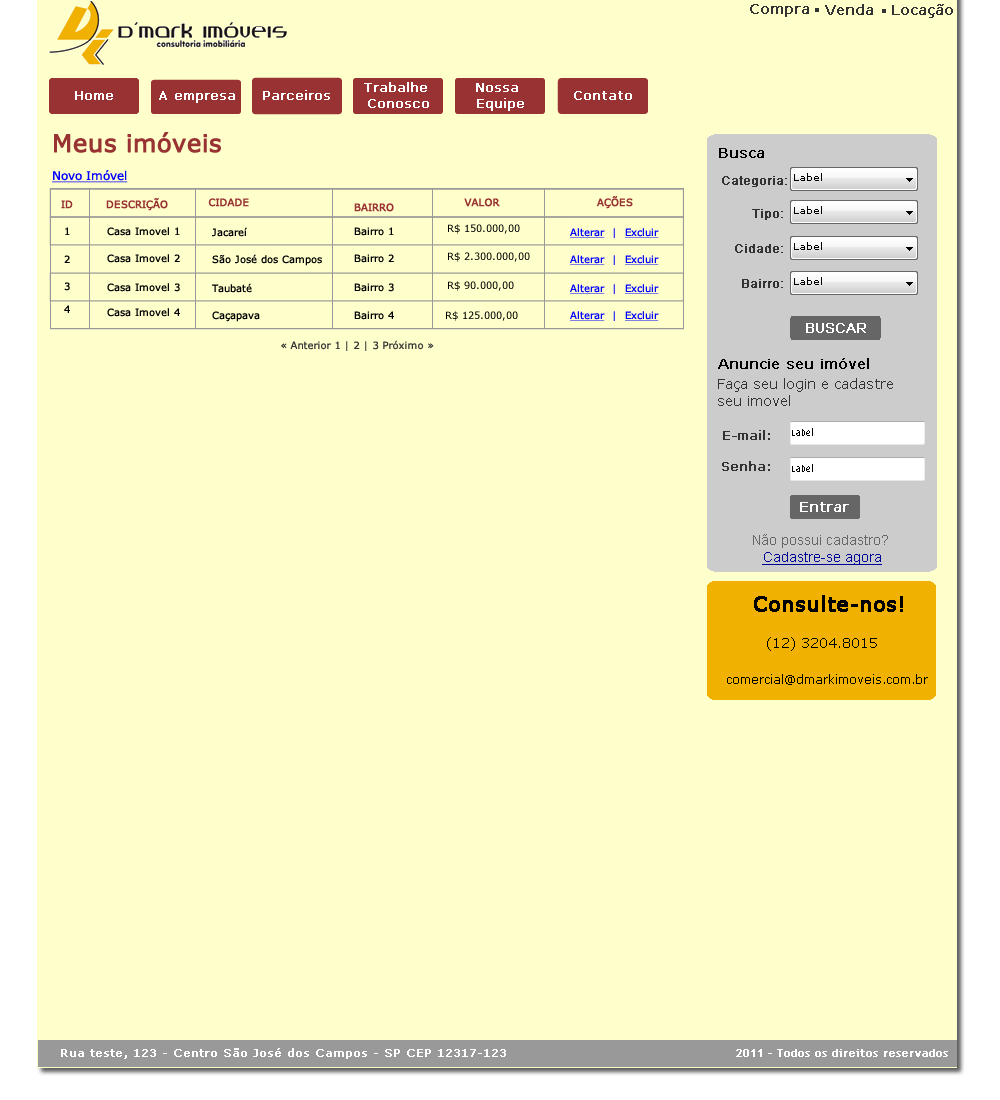 Compra ▪ Venda ▪ Locação
D´mark imóveis
consultoria imobiliária
Home
A empresa
Parceiros
Trabalhe
Conosco
Nossa
Equipe
Contato
Meus imóveis
Novo Imóvel
ID DESCRIÇÃO CIDADE BAIRRO VALOR AÇÕES
1 Casa Imovel 1 Jacareí Bairro 1 R$ 150.000,00 Alterar | Excluir
2 Casa Imovel 2 São José dos Campos Bairro 2 R$ 2.300.000,00 Alterar | Excluir
3 Casa Imovel 3 Taubaté Bairro 3 R$ 90.000,00 Alterar | Excluir
4 Casa Imovel 4 Caçapava Bairro 4 R$ 125.000,00 Alterar | Excluir
« Anterior 1 | 2 | 3 Próximo »
Busca
Categoria: Label
Tipo: Label
Cidade: Label
Bairro: Label
BUSCAR
Anuncie seu imóvel
Faça seu login e cadastre
seu imovel
E-mail: Label
Senha: Label
Entrar
Não possui cadastro?
Cadastre-se agora
Consulte-nos!
(12) 3204.8015
comercial@dmarkimoveis.com.br
Rua teste, 123 - Centro São José dos Campos - SP CEP 12317-123
2011 - Todos os direitos reservados